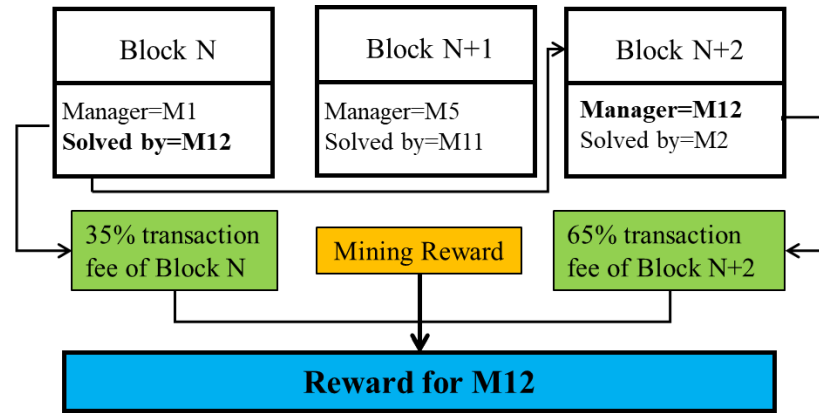 Block N
Manager=M1
Solved by=M12
Block N+1
Manager=M5
Solved by=M11
Block N+2
Manager=M12
Solved by=M2
35% transaction
fee of Block N
Mining Reward
65% transaction
fee of Block N+2
Reward for M12